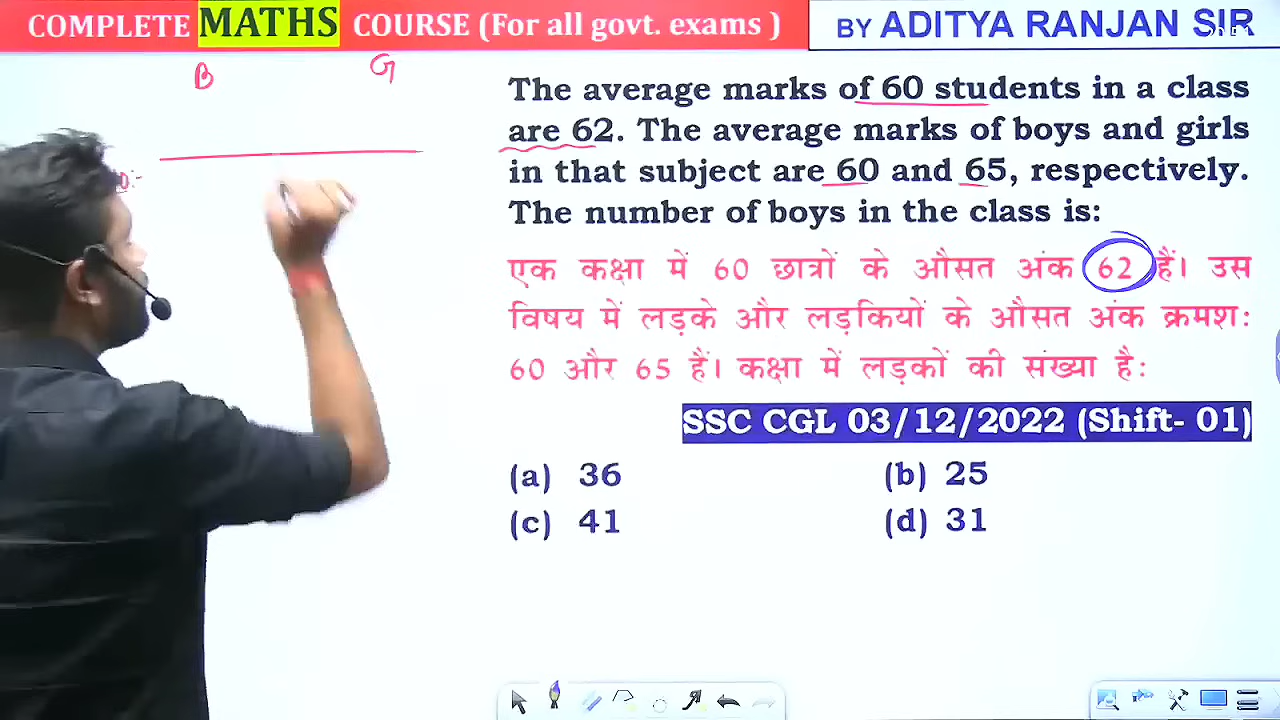 COMPLETE MATHS COURSE (For all govt. exams )
BY ADITYA RANJAN SIR
B G
The average marks of 60 students in a class
are 62. The average marks of boys and girls
in that subject are 60 and 65, respectively.
The number of boys in the class is:
एक कक्षा में 60 छात्रों के औसत अंक 62 हैं। उस
विषय में लड़के और लड़कियों के औसत अंक क्रमश:
60 और 65 हैं। कक्षा में लड़कों की संख्या है:
SSC CGL 03/12/2022 (Shift- 01)
(a) 36 (b) 25
(c) 41 (d) 31